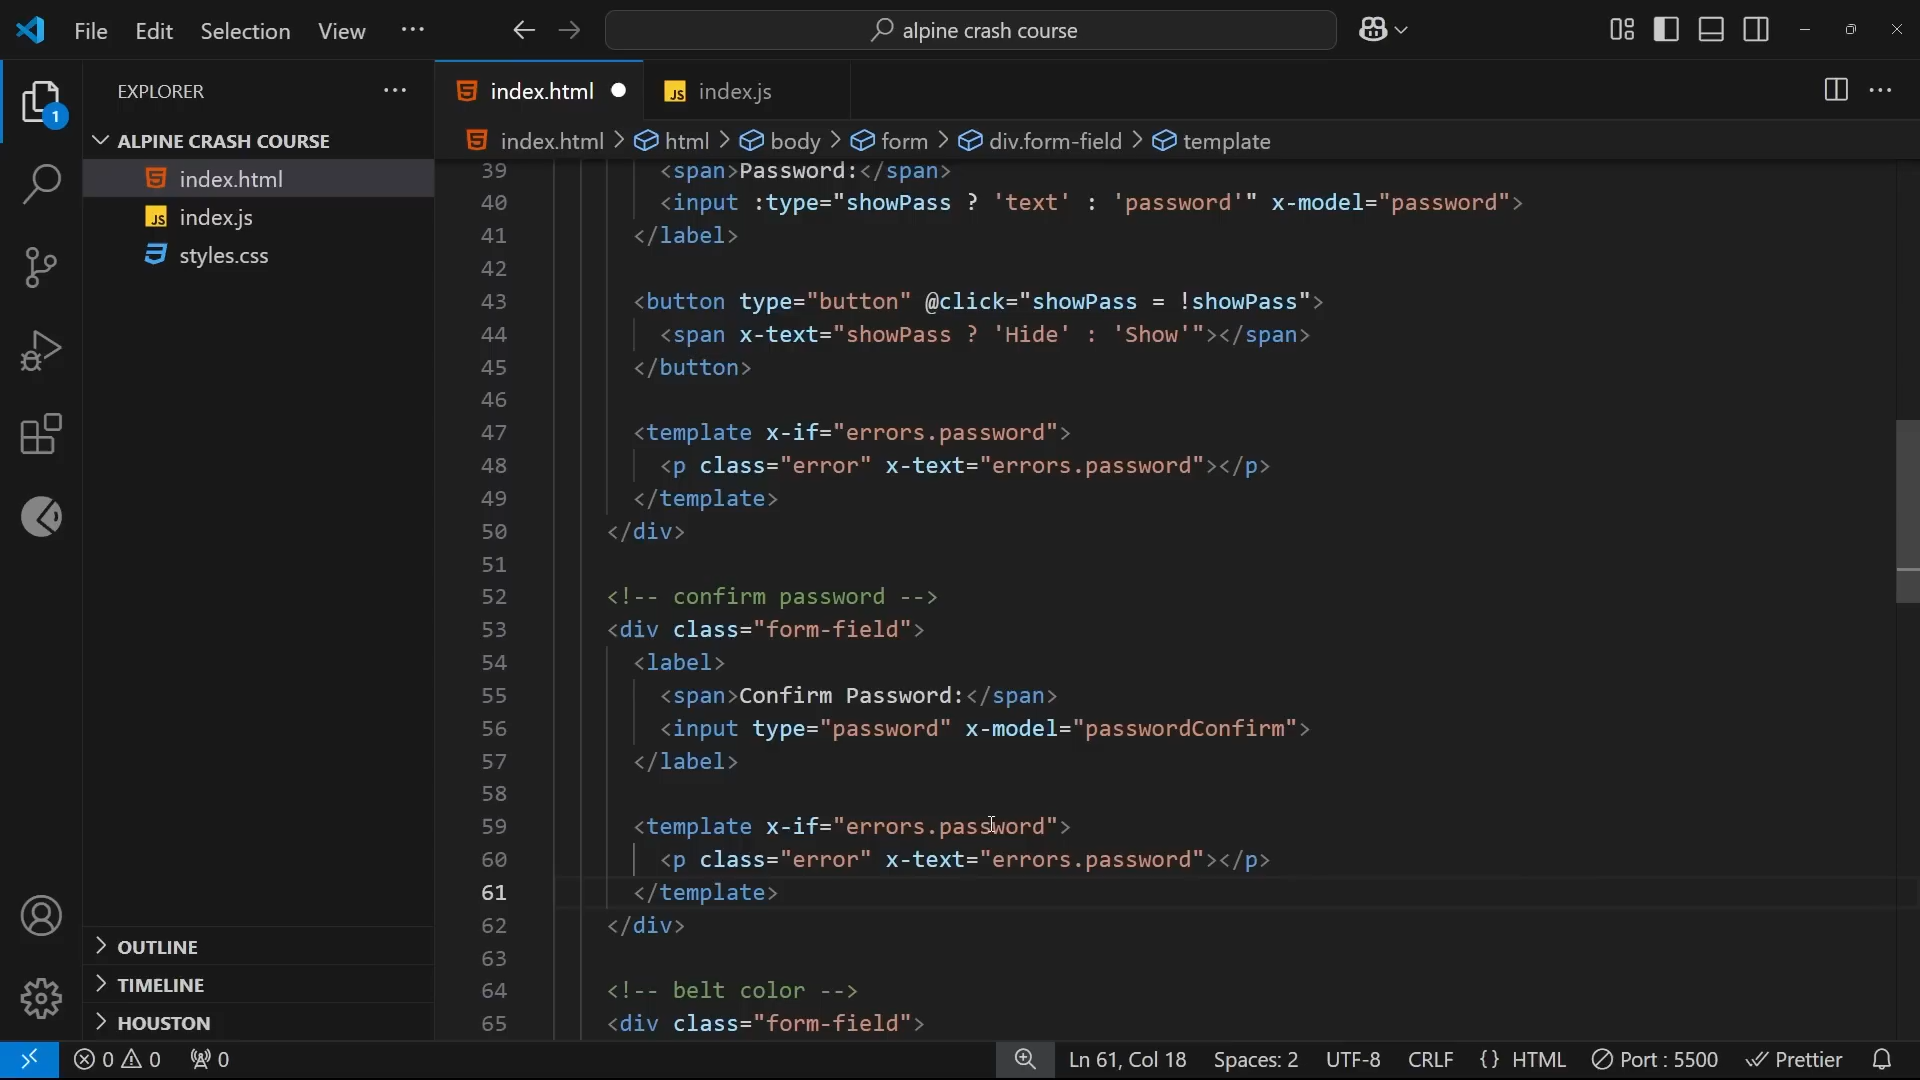 File Edit Selection View ···
alpine crash course
EXPLORER ···
1
ALPINE CRASH COURSE
index.html
index.js
styles.css
OUTLINE
TIMELINE
HOUSTON
index.html
JS index.js
index.html > html > body > form > div.form-field > template
39 <span>Password:</span>
40 <input :type="showPass ? 'text' : 'password'" x-model="password">
41 </label>
42
43 <button type="button" @click="showPass = !showPass">
44 <span x-text="showPass ? 'Hide' : 'Show'"></span>
45 </button>
46
47 <template x-if="errors.password">
48 <p class="error" x-text="errors.password"></p>
49 </template>
50 </div>
51
52 <!-- confirm password -->
53 <div class="form-field">
54 <label>
55 <span>Confirm Password:</span>
56 <input type="password" x-model="passwordConfirm">
57 </label>
58
59 <template x-if="errors.password">
60 <p class="error" x-text="errors.password"></p>
61 </template>
62 </div>
63
64 <!-- belt color -->
65 <div class="form-field">
0 0 0 Ln 61, Col 18 Spaces: 2 UTF-8 CRLF {} HTML Port : 5500 Prettier